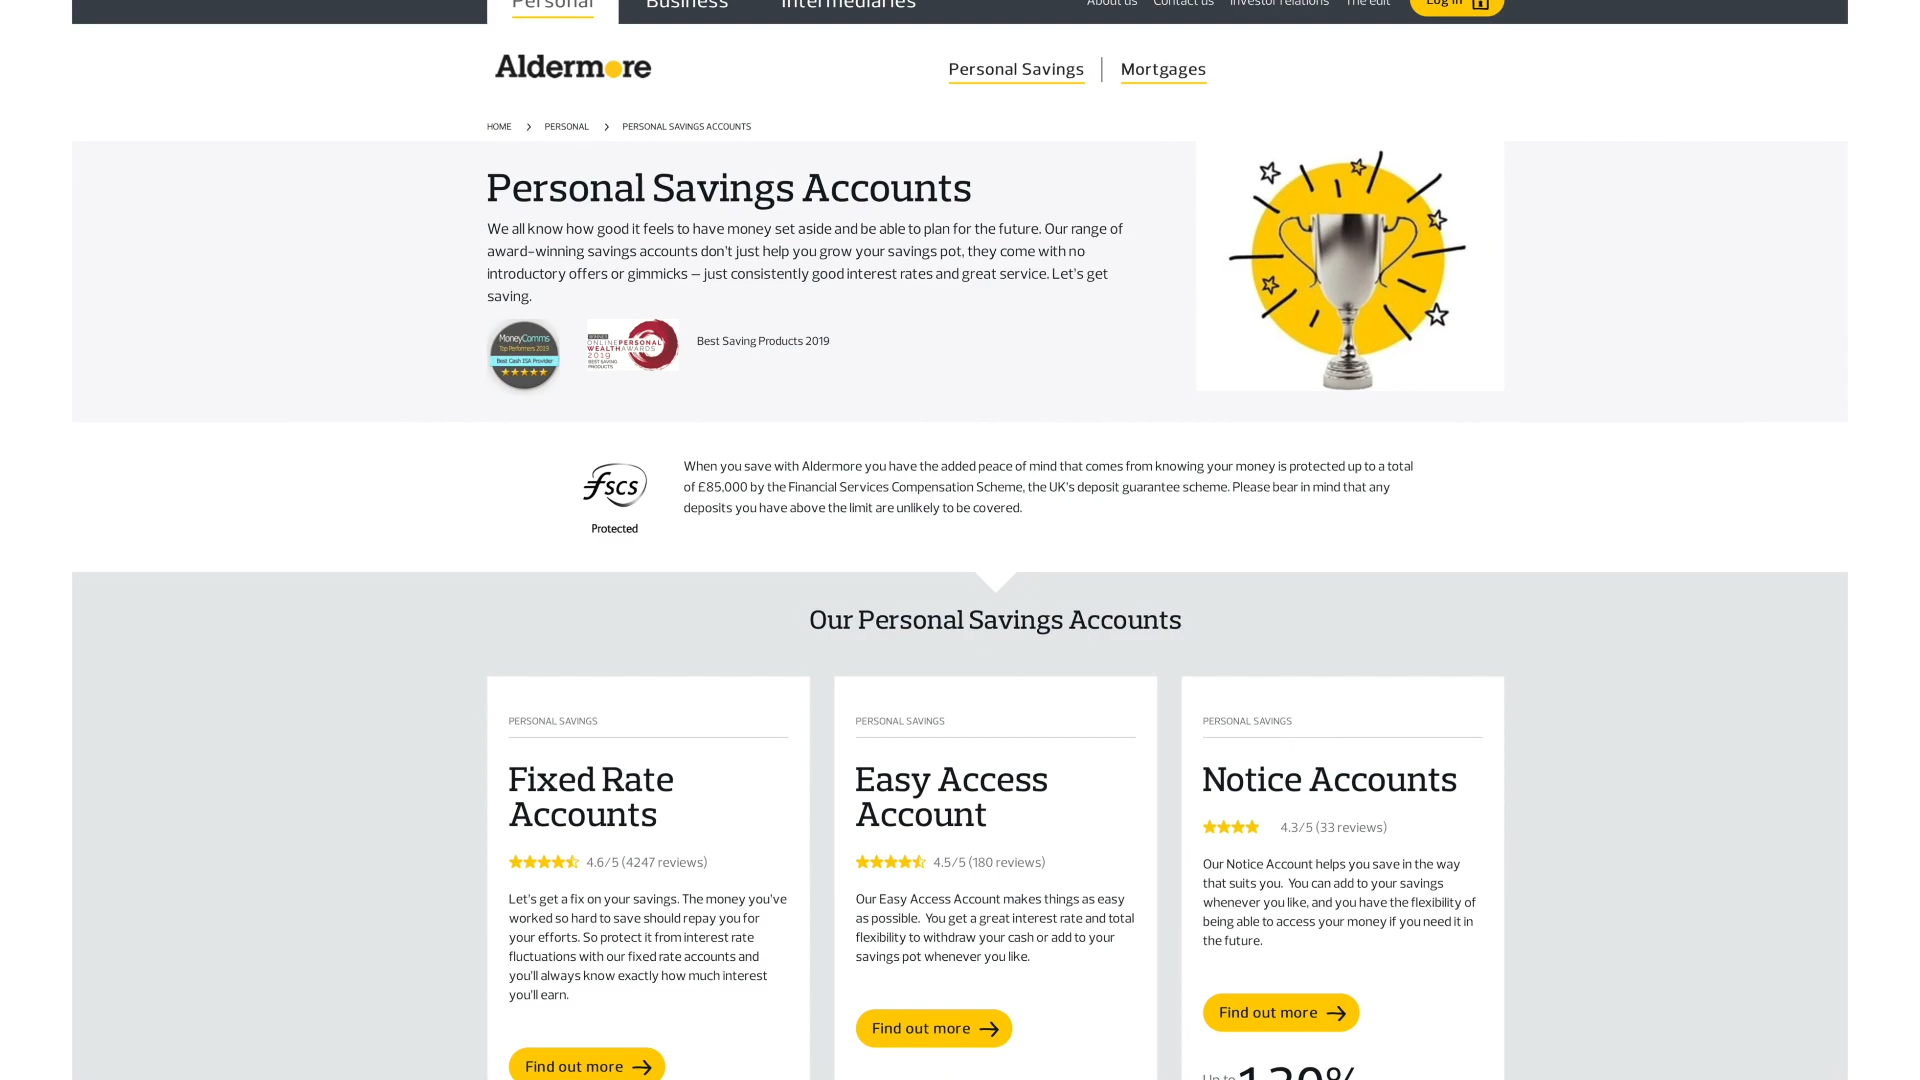 Personal Business Intermediaries About us Contact us Investor relations The edit Log in
Aldermore Personal Savings Mortgages
HOME PERSONAL PERSONAL SAVINGS ACCOUNTS
Personal Savings Accounts
We all know how good it feels to have money set aside and be able to plan for the future. Our range of
award-winning savings accounts don't just help you grow your savings pot, they come with no
introductory offers or gimmicks – just consistently good interest rates and great service. Let's get
saving.
MoneyComms
Top Performers 2019
Best Cash ISA Provider
ONLINE PERSONAL
WEALTH AWARDS
2019
BEST SAVING
PRODUCTS
Best Saving Products 2019
When you save with Aldermore you have the added peace of mind that comes from knowing your money is protected up to a total
of £85,000 by the Financial Services Compensation Scheme, the UK's deposit guarantee scheme. Please bear in mind that any
deposits you have above the limit are unlikely to be covered.
fscs
Protected
Our Personal Savings Accounts
PERSONAL SAVINGS
Fixed Rate
Accounts
4.6/5 (4247 reviews)
Let's get a fix on your savings. The money you've
worked so hard to save should repay you for
your efforts. So protect it from interest rate
fluctuations with our fixed rate accounts and
you'll always know exactly how much interest
you'll earn.
Find out more
PERSONAL SAVINGS
Easy Access
Account
4.5/5 (180 reviews)
Our Easy Access Account makes things as easy
as possible. You get a great interest rate and total
flexibility to withdraw your cash or add to your
savings pot whenever you like.
Find out more
PERSONAL SAVINGS
Notice Accounts
4.3/5 (33 reviews)
Our Notice Account helps you save in the way
that suits you. You can add to your savings
whenever you like, and you have the flexibility of
being able to access your money if you need it in
the future.
Find out more
Up to 1.20%